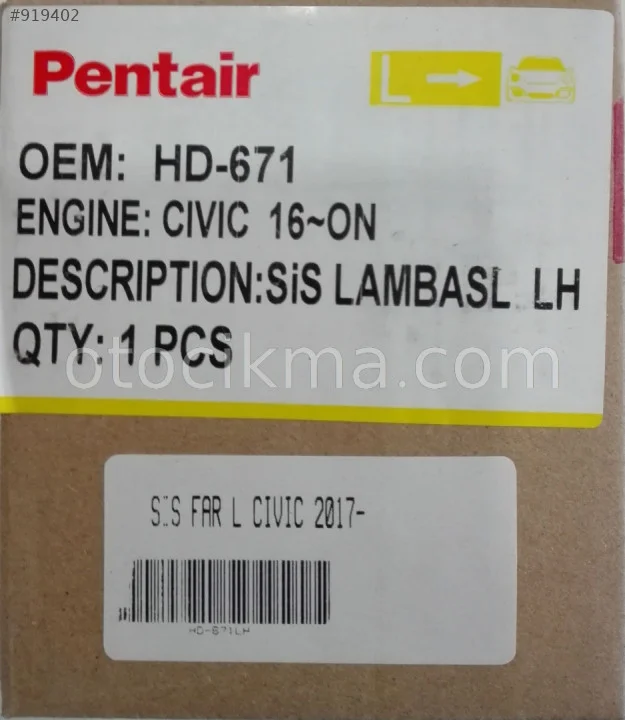 #919402
Pentair
L
OEM: HD-671
ENGINE: CIVIC 16~ON
DESCRIPTION:SiS LAMBASL LH
QTY: 1 PCS
otocikma.com
SİS FAR L CIVIC 2017-
HD-671LH